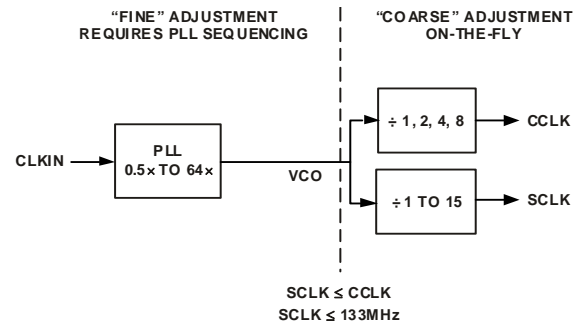 “FINE” ADJUSTMENT
REQUIRES PLL SEQUENCING
“COARSE” ADJUSTMENT
ON-THE-FLY
CLKIN
PLL
0.5× TO 64×
VCO
÷ 1, 2, 4, 8
CCLK
÷ 1 TO 15
SCLK
SCLK ≤ CCLK
SCLK ≤ 133MHz